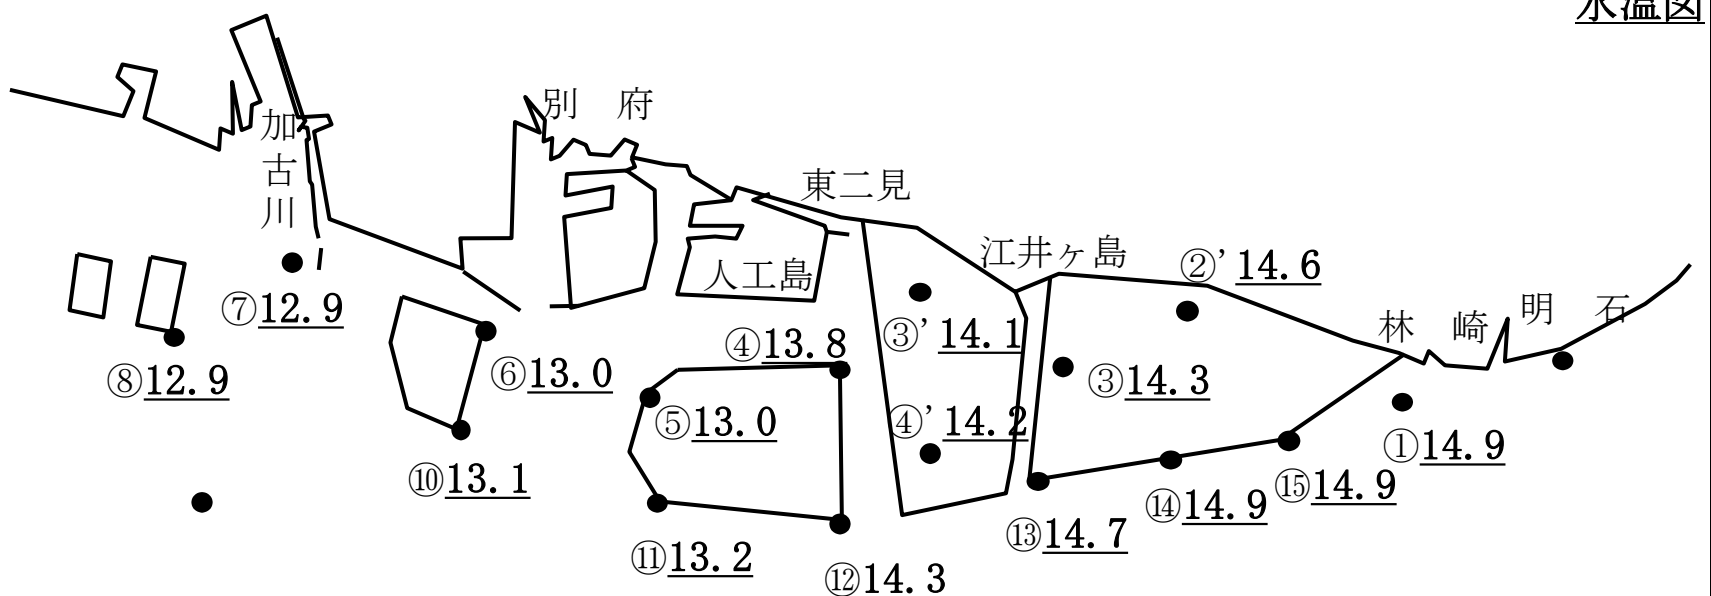 水温図
別 府
加古川
東二見
江井ヶ島
人工島
林 崎
明 石
②’14.6
⑦12.9
③’14.1
④13.8
⑧12.9
⑥13.0
③14.3
⑤13.0
④’14.2
①14.9
⑩13.1
⑮14.9
⑭14.9
⑬14.7
⑪13.2
⑫14.3